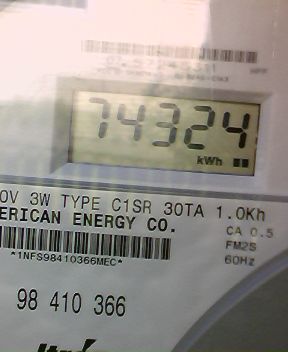 74324
kWh
0V 3W TYPE C1SR 30TA 1.0Kh
ERICAN ENERGY CO.
CA 0.5
FM2S
*1NFS98410366MEC*
60Hz
98 410 366